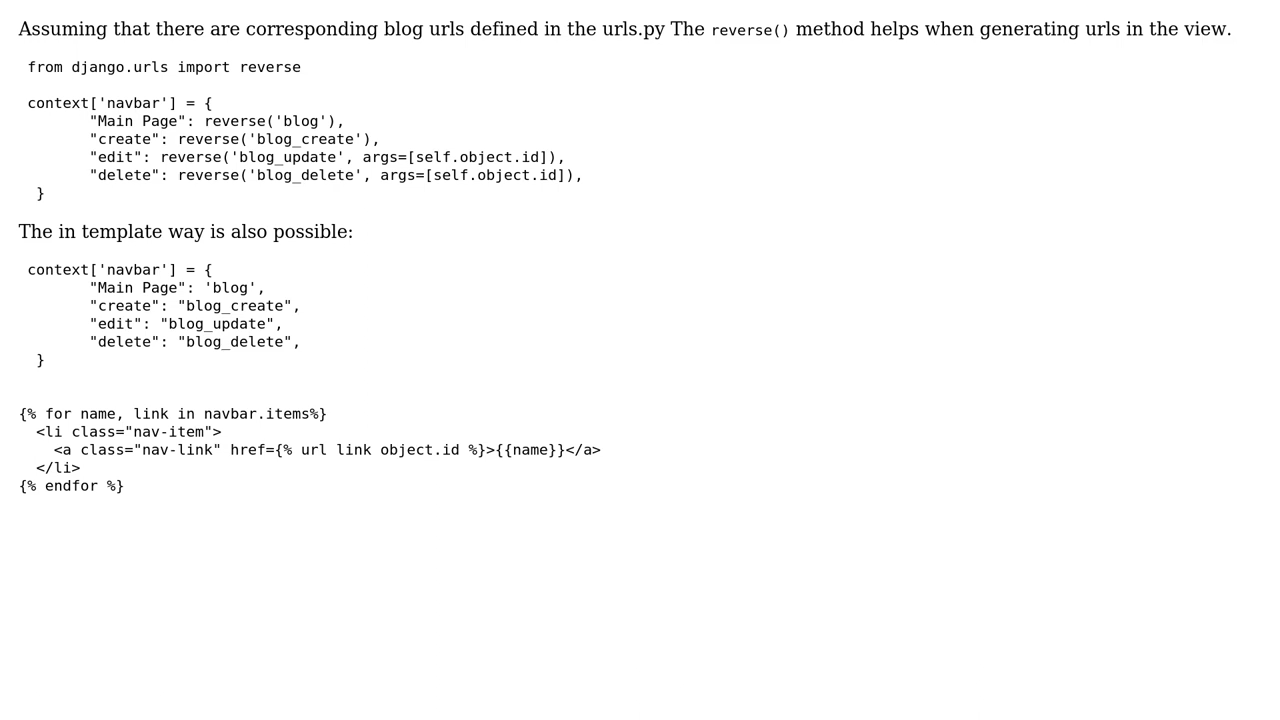 Assuming that there are corresponding blog urls defined in the urls.py The reverse() method helps when generating urls in the view.
from django.urls import reverse
context['navbar'] = {
"Main Page": reverse('blog'),
"create": reverse('blog_create'),
"edit": reverse('blog_update', args=[self.object.id]),
"delete": reverse('blog_delete', args=[self.object.id]),
}
The in template way is also possible:
context['navbar'] = {
"Main Page": 'blog',
"create": "blog_create",
"edit": "blog_update",
"delete": "blog_delete",
}
{% for name, link in navbar.items%}
<li class="nav-item">
<a class="nav-link" href={% url link object.id %}>{{name}}</a>
</li>
{% endfor %}